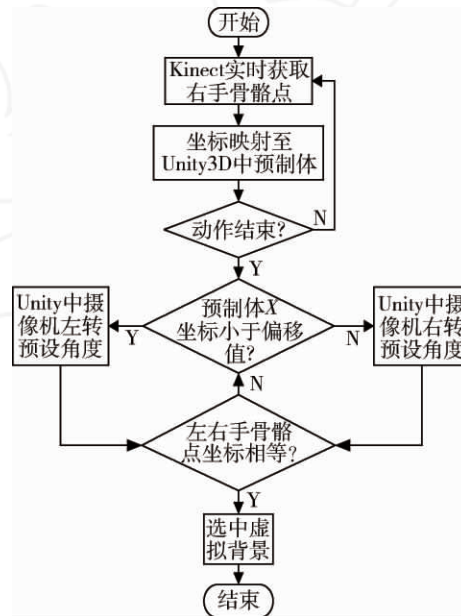 开始
Kinect实时获取
右手骨骼点
坐标映射至
Unity3D中预制体
动作结束?
N
Y
Unity中摄
像机左转
预设角度
Y
预制体X
坐标小于偏移
值?
N
Unity中摄
像机右转
预设角度
N
左右手骨骼
点坐标相等?
Y
选中虚
拟背景
结束